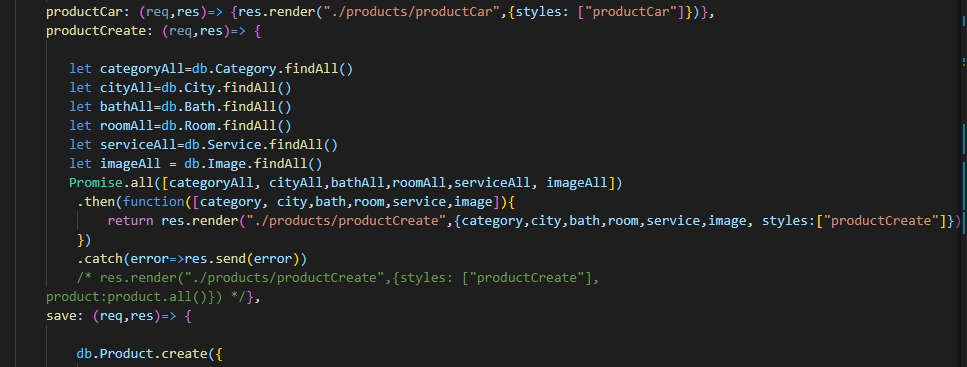 productCar: (req,res)=> {res.render("./products/productCar",{styles: ["productCar"]})},
productCreate: (req,res)=> {
let categoryAll=db.Category.findAll()
let cityAll=db.City.findAll()
let bathAll=db.Bath.findAll()
let roomAll=db.Room.findAll()
let serviceAll=db.Service.findAll()
let imageAll = db.Image.findAll()
Promise.all([categoryAll, cityAll,bathAll,roomAll,serviceAll, imageAll])
.then(function([category, city,bath,room,service,image]){
return res.render("./products/productCreate",{category,city,bath,room,service,image, styles:["productCreate"]})
})
.catch(error=>res.send(error))
/* res.render("./products/productCreate",{styles: ["productCreate"],
product:product.all()}) */},
save: (req,res)=> {
db.Product.create({